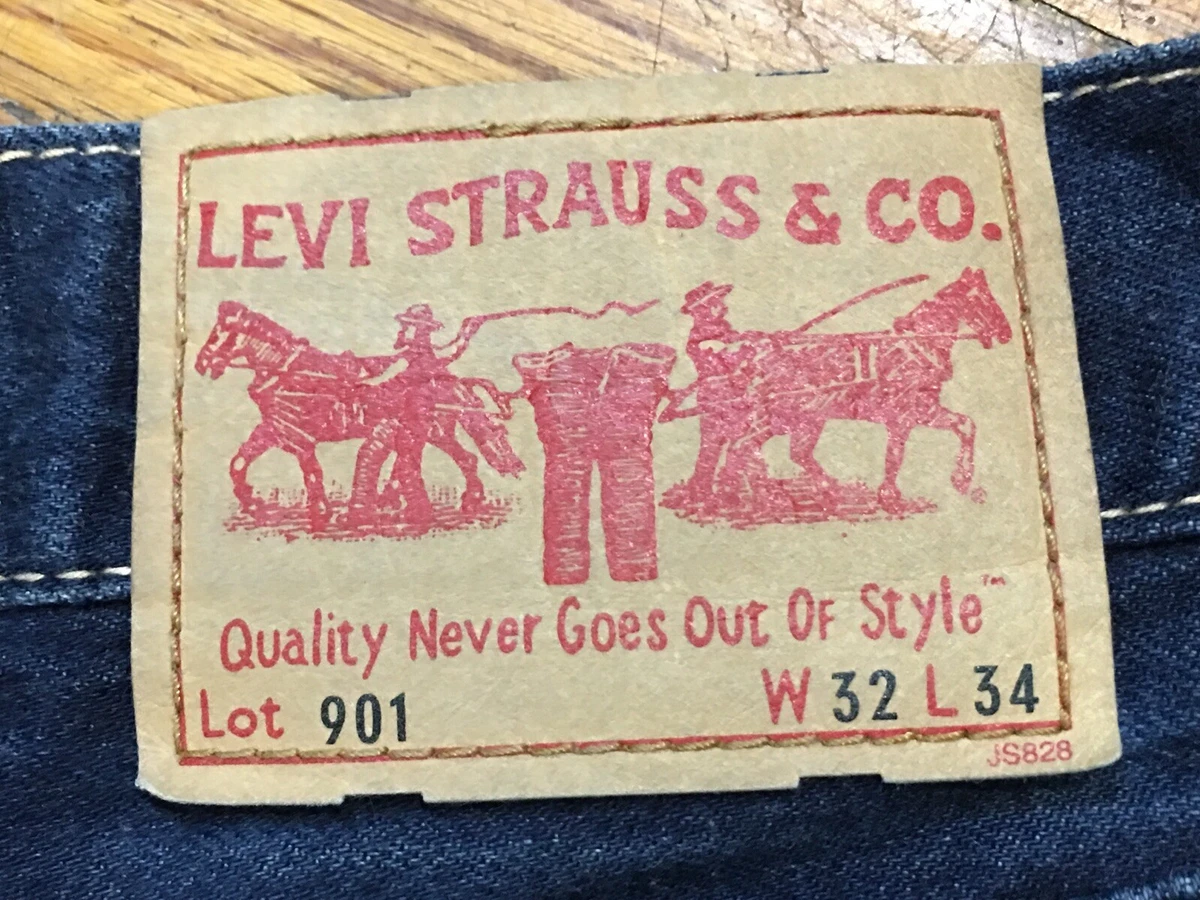 LEVI STRAUSS & CO.
Quality Never Goes Out Of Style™
Lot 901 W 32 L 34
JS828